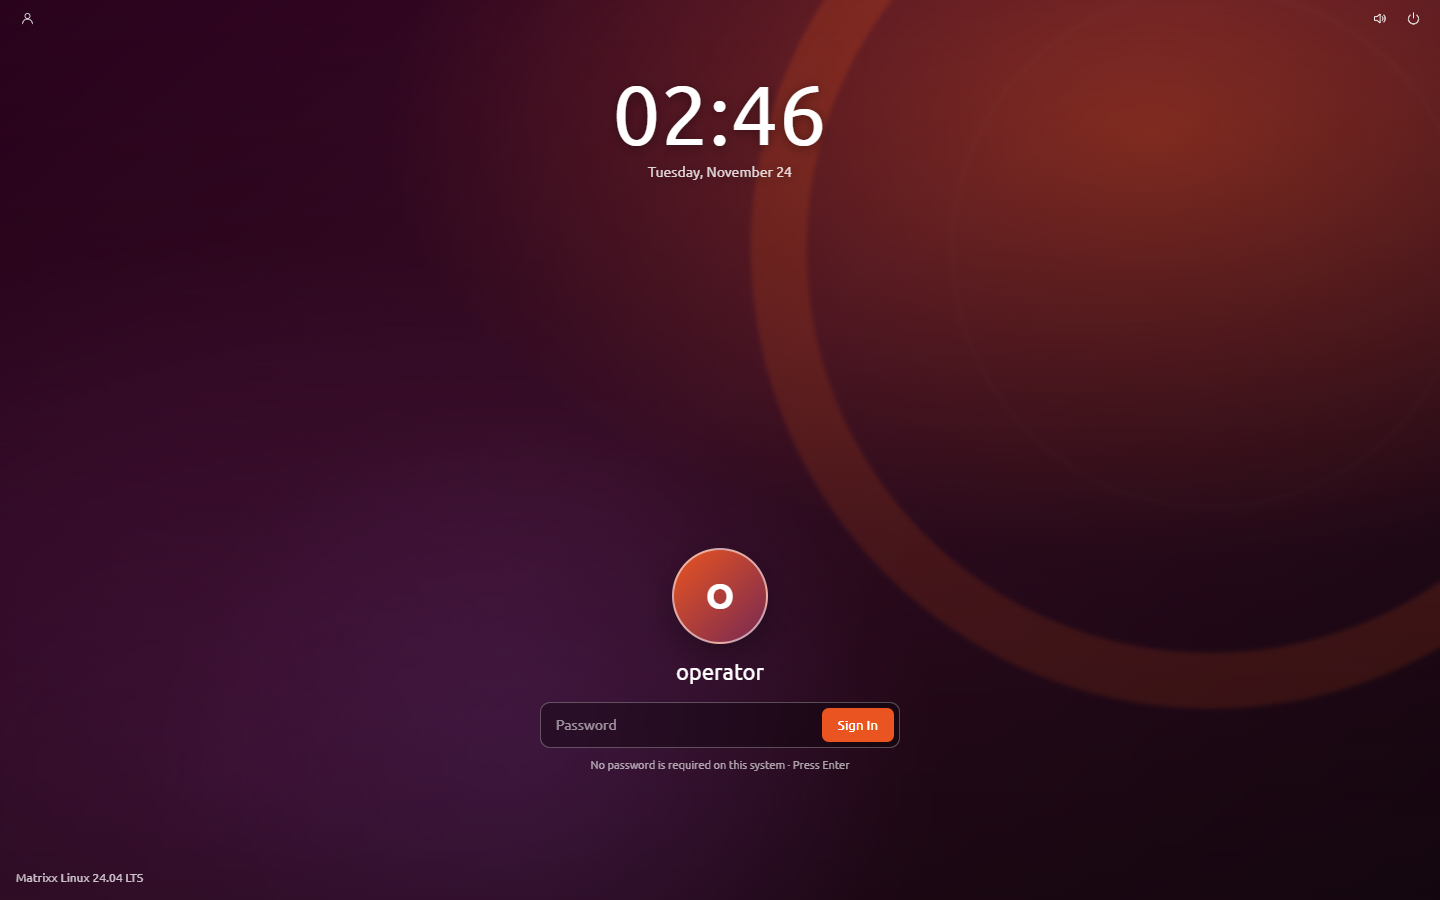 02:46
Tuesday, November 24
O
operator
Password
Sign In
No password is required on this system · Press Enter
Matrixx Linux 24.04 LTS